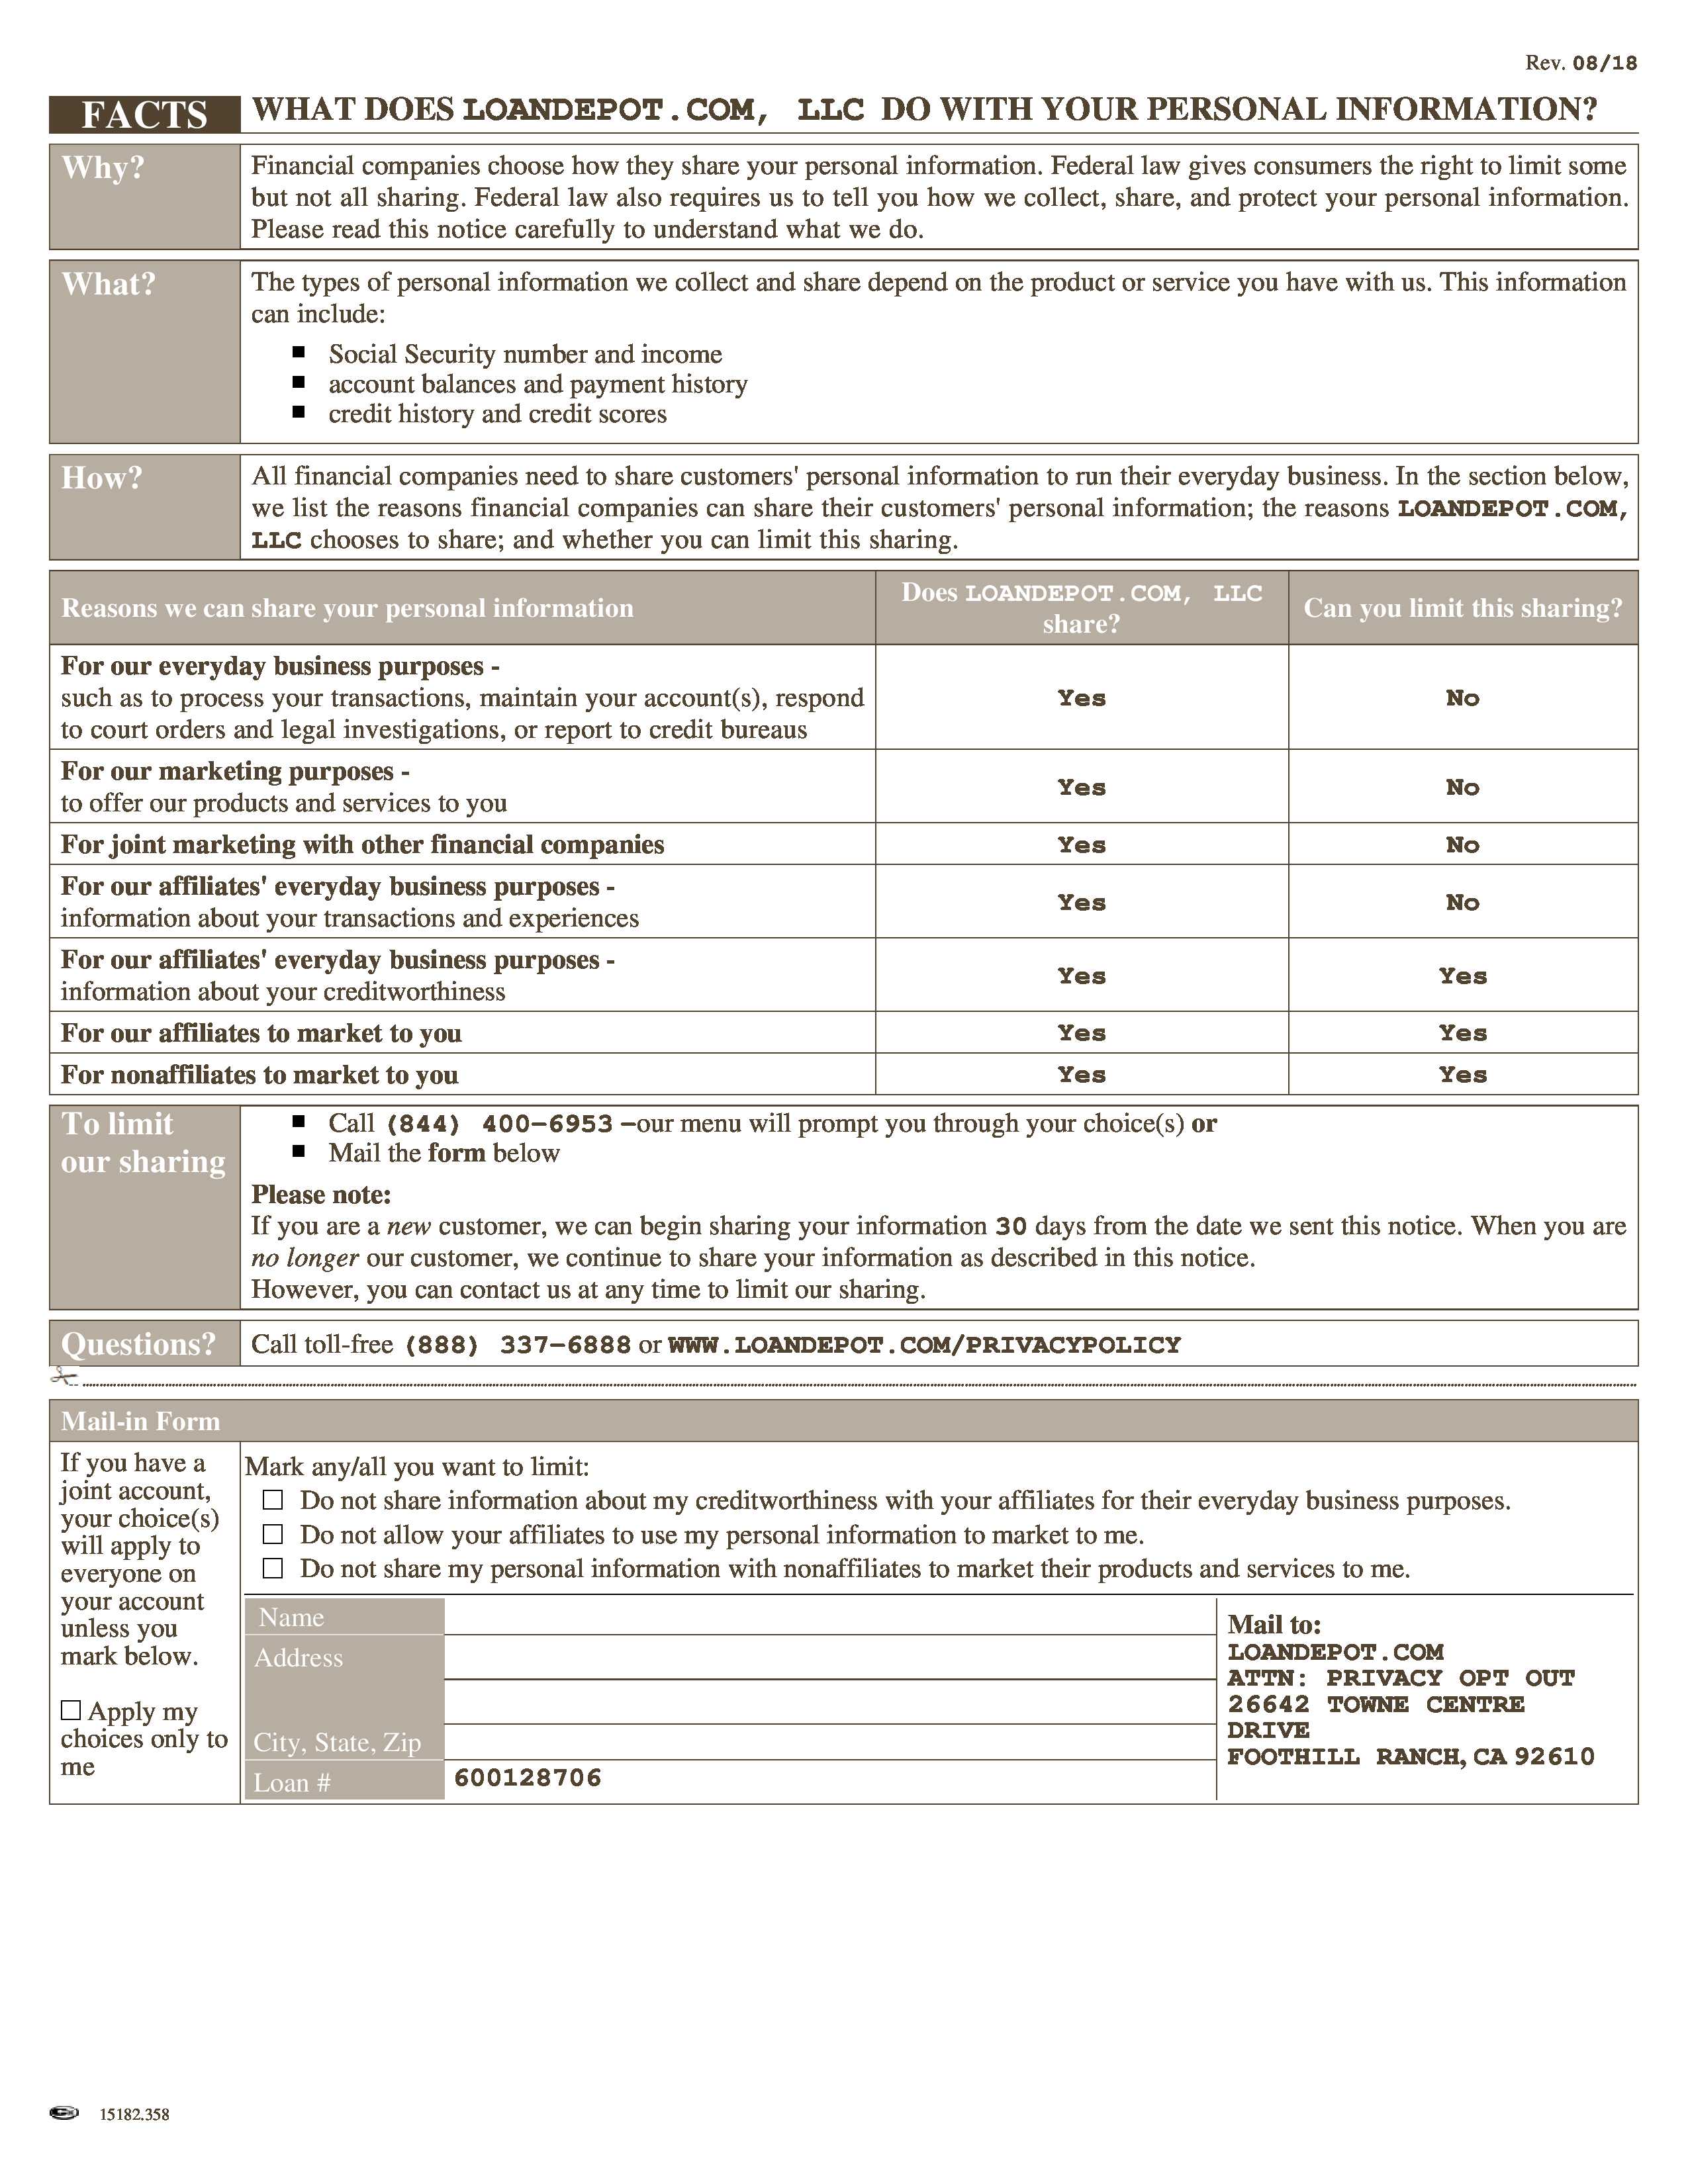 Rev. 08/18
FACTS WHAT DOES LOANDEPOT.COM, LLC DO WITH YOUR PERSONAL INFORMATION?
Why? Financial companies choose how they share your personal information. Federal law gives consumers the right to limit some
but not all sharing. Federal law also requires us to tell you how we collect, share, and protect your personal information.
Please read this notice carefully to understand what we do.
What? The types of personal information we collect and share depend on the product or service you have with us. This information
can include:
■ Social Security number and income
■ account balances and payment history
■ credit history and credit scores
How? All financial companies need to share customers' personal information to run their everyday business. In the section below,
we list the reasons financial companies can share their customers' personal information; the reasons LOANDEPOT.COM,
LLC chooses to share; and whether you can limit this sharing.
Reasons we can share your personal information
Does LOANDEPOT.COM, LLC
share?
Can you limit this sharing?
For our everyday business purposes -
such as to process your transactions, maintain your account(s), respond
to court orders and legal investigations, or report to credit bureaus
Yes No
For our marketing purposes -
to offer our products and services to you
Yes No
For joint marketing with other financial companies Yes No
For our affiliates' everyday business purposes -
information about your transactions and experiences
Yes No
For our affiliates' everyday business purposes -
information about your creditworthiness
Yes Yes
For our affiliates to market to you Yes Yes
For nonaffiliates to market to you Yes Yes
To limit
our sharing
■ Call (844) 400-6953 –our menu will prompt you through your choice(s) or
■ Mail the form below
Please note:
If you are a new customer, we can begin sharing your information 30 days from the date we sent this notice. When you are
no longer our customer, we continue to share your information as described in this notice.
However, you can contact us at any time to limit our sharing.
Questions? Call toll-free (888) 337-6888 or WWW.LOANDEPOT.COM/PRIVACYPOLICY
Mail-in Form
If you have a
joint account,
your choice(s)
will apply to
everyone on
your account
unless you
mark below.
☐ Apply my
choices only to
me
Mark any/all you want to limit:
☐ Do not share information about my creditworthiness with your affiliates for their everyday business purposes.
☐ Do not allow your affiliates to use my personal information to market to me.
☐ Do not share my personal information with nonaffiliates to market their products and services to me.
Name
Address
City, State, Zip
Loan # 600128706
Mail to:
LOANDEPOT.COM
ATTN: PRIVACY OPT OUT
26642 TOWNE CENTRE
DRIVE
FOOTHILL RANCH, CA 92610
15182.358